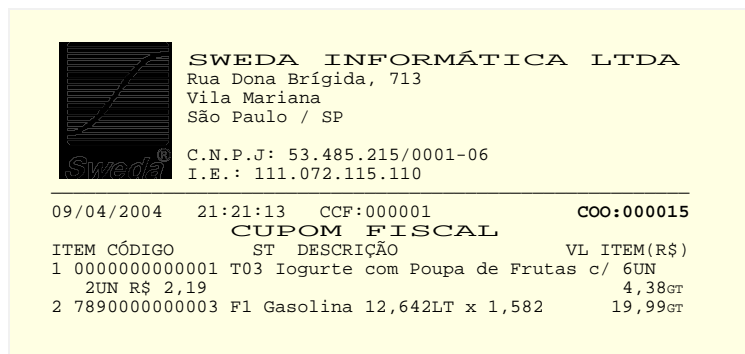 SWEDA INFORMÁTICA LTDA
Rua Dona Brígida, 713
Vila Mariana
São Paulo / SP
C.N.P.J: 53.485.215/0001-06
I.E.: 111.072.115.110
Sweda®
09/04/2004 21:21:13 CCF:000001 COO:000015
CUPOM FISCAL
ITEM CÓDIGO ST DESCRIÇÃO VL ITEM(R$)
1 0000000000001 T03 Iogurte com Poupa de Frutas c/ 6UN
2UN R$ 2,19 4,38GT
2 7890000000003 F1 Gasolina 12,642LT x 1,582 19,99GT